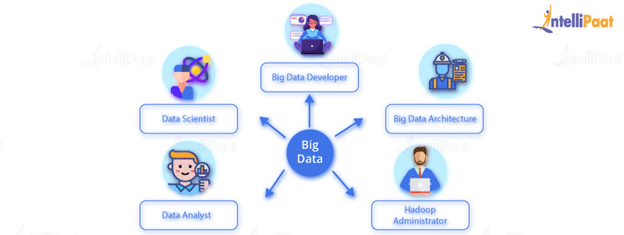 IntelliPaat
Big Data Developer
Data Scientist
Big Data Architecture
Big
Data
Data Analyst
Hadoop
Administrator